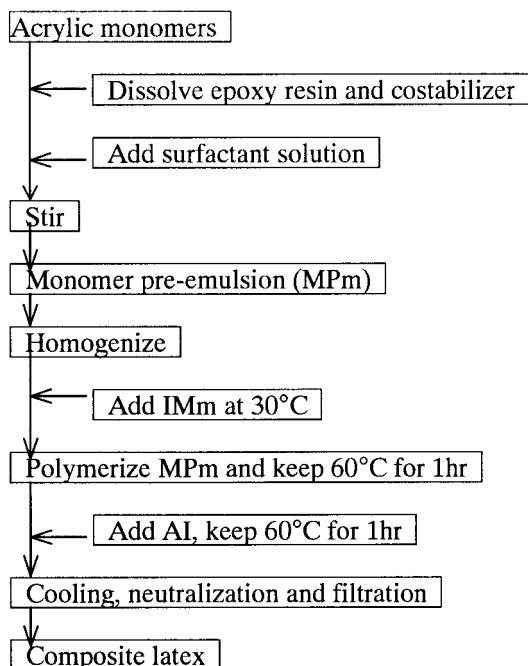 Acrylic monomers
Dissolve epoxy resin and costabilizer
Add surfactant solution
Stir
Monomer pre-emulsion (MPm)
Homogenize
Add IMm at 30°C
Polymerize MPm and keep 60°C for 1hr
Add AI, keep 60°C for 1hr
Cooling, neutralization and filtration
Composite latex